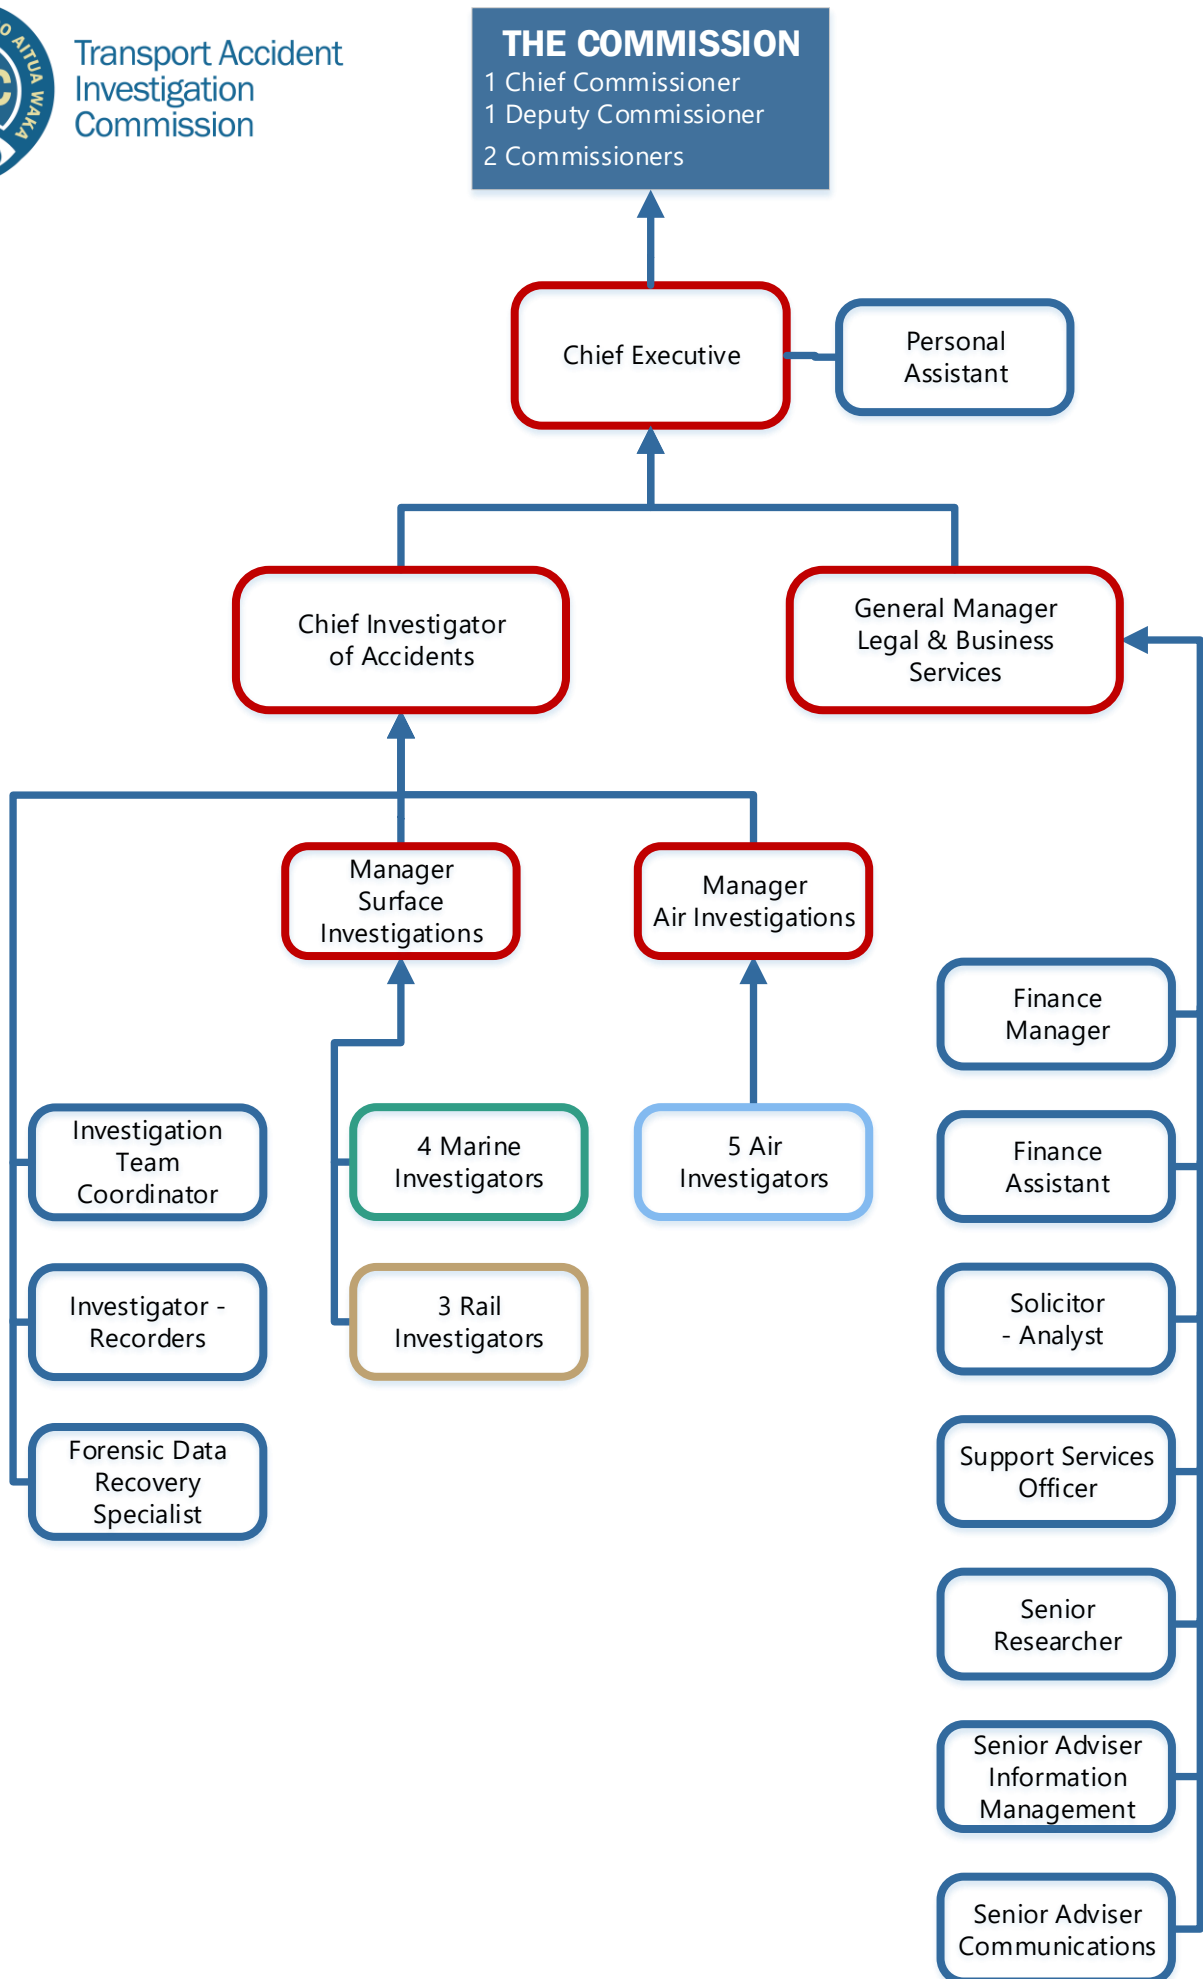 O AITUA WAKA
C
Transport Accident
Investigation
Commission
THE COMMISSION
1 Chief Commissioner
1 Deputy Commissioner
2 Commissioners
Chief Executive
Personal
Assistant
Chief Investigator
of Accidents
General Manager
Legal & Business
Services
Manager
Surface
Investigations
Manager
Air Investigations
Investigation
Team
Coordinator
Investigator -
Recorders
Forensic Data
Recovery
Specialist
4 Marine
Investigators
3 Rail
Investigators
5 Air
Investigators
Finance
Manager
Finance
Assistant
Solicitor
- Analyst
Support Services
Officer
Senior
Researcher
Senior Adviser
Information
Management
Senior Adviser
Communications